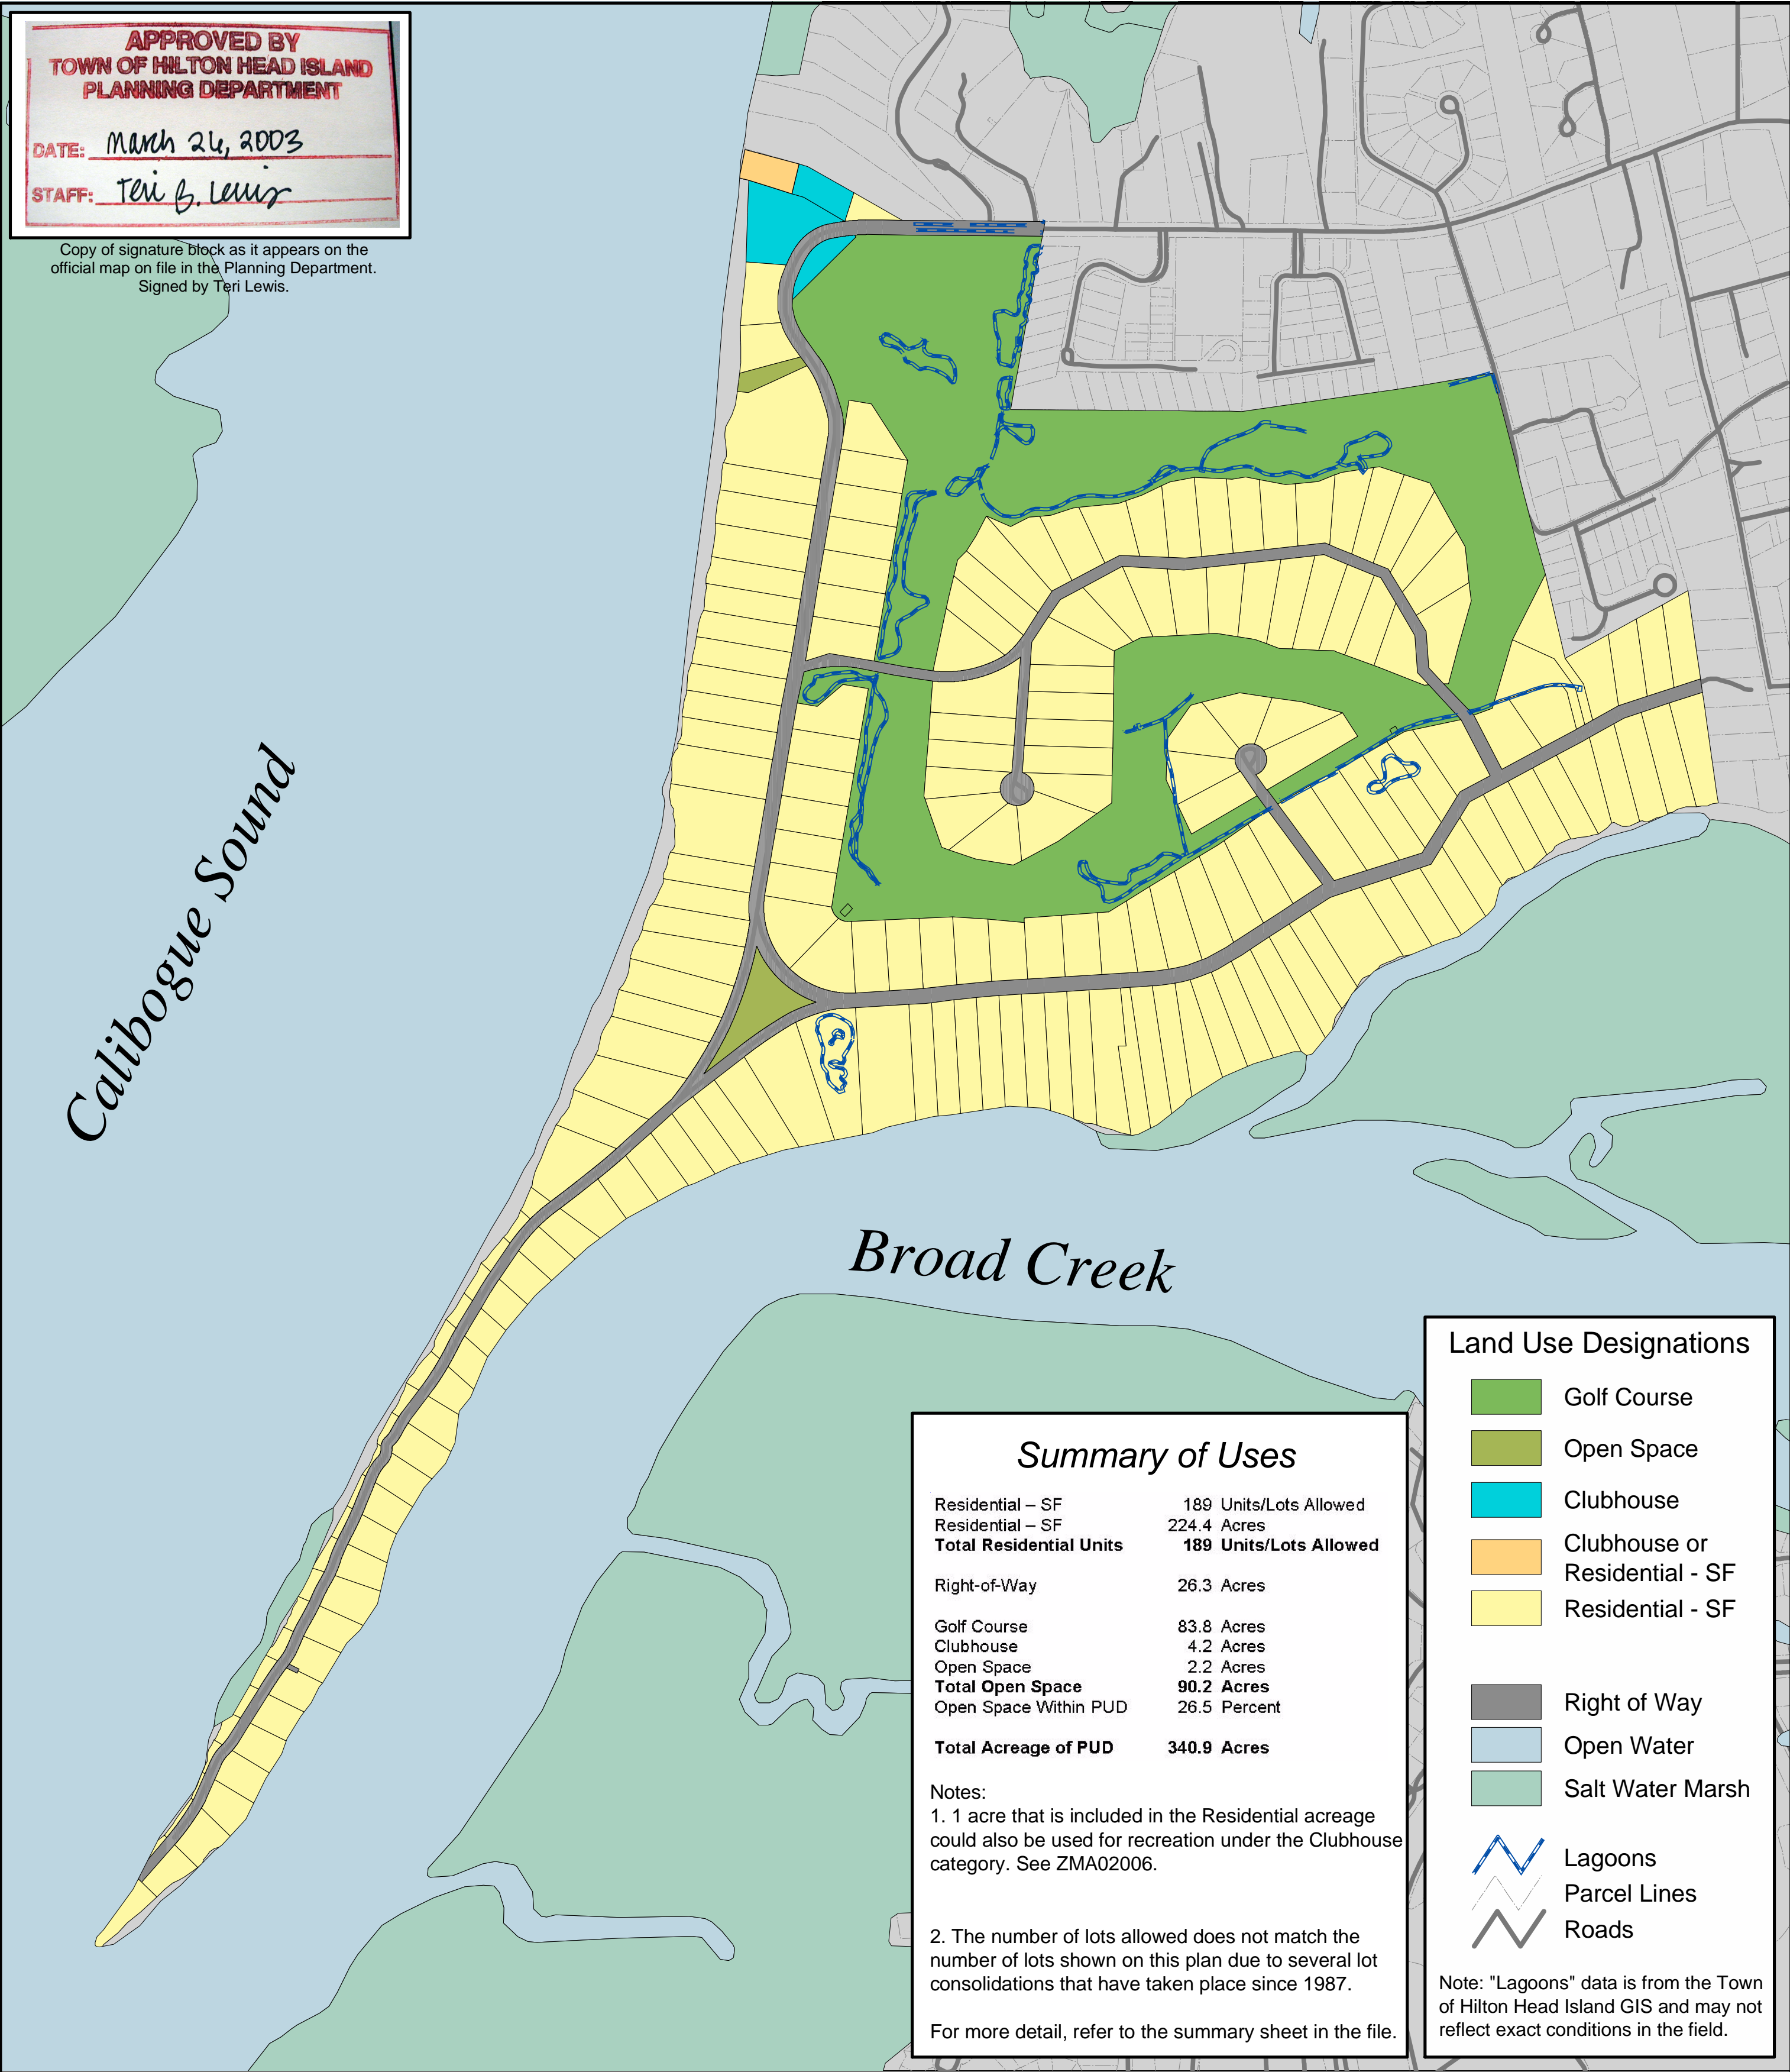 APPROVED BY
TOWN OF HILTON HEAD ISLAND
PLANNING DEPARTMENT
DATE: March 26, 2003
STAFF: Teri B. Lewis
Copy of signature block as it appears on the
official map on file in the Planning Department.
Signed by Teri Lewis.
Calibogue Sound
Broad Creek
Summary of Uses
Residential – SF 189 Units/Lots Allowed
Residential – SF 224.4 Acres
Total Residential Units 189 Units/Lots Allowed
Right-of-Way 26.3 Acres
Golf Course 83.8 Acres
Clubhouse 4.2 Acres
Open Space 2.2 Acres
Total Open Space 90.2 Acres
Open Space Within PUD 26.5 Percent
Total Acreage of PUD 340.9 Acres
Notes:
1. 1 acre that is included in the Residential acreage
could also be used for recreation under the Clubhouse
category. See ZMA02006.
2. The number of lots allowed does not match the
number of lots shown on this plan due to several lot
consolidations that have taken place since 1987.
For more detail, refer to the summary sheet in the file.
Land Use Designations
Golf Course
Open Space
Clubhouse
Clubhouse or
Residential - SF
Residential - SF
Right of Way
Open Water
Salt Water Marsh
Lagoons
Parcel Lines
Roads
Note: "Lagoons" data is from the Town
of Hilton Head Island GIS and may not
reflect exact conditions in the field.